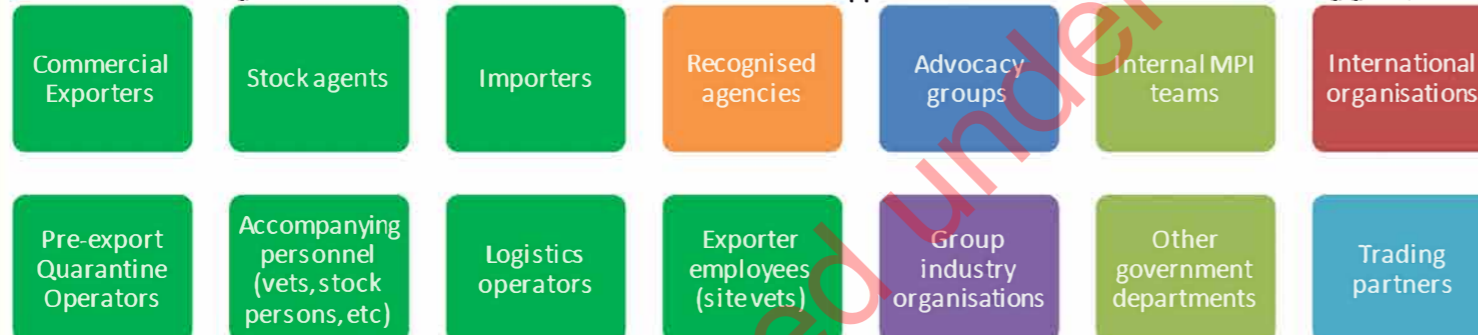 Commercial
Exporters
Stock agents
Importers
Recognised
agencies
Advocacy
groups
Internal MPI
teams
International
organisations
Pre-export
Quarantine
Operators
Accompanying
personnel
(vets, stock
persons, etc)
Logistics
operators
Exporter
employees
(site vets)
Group
industry
organisations
Other
government
departments
Trading
partners
ed under